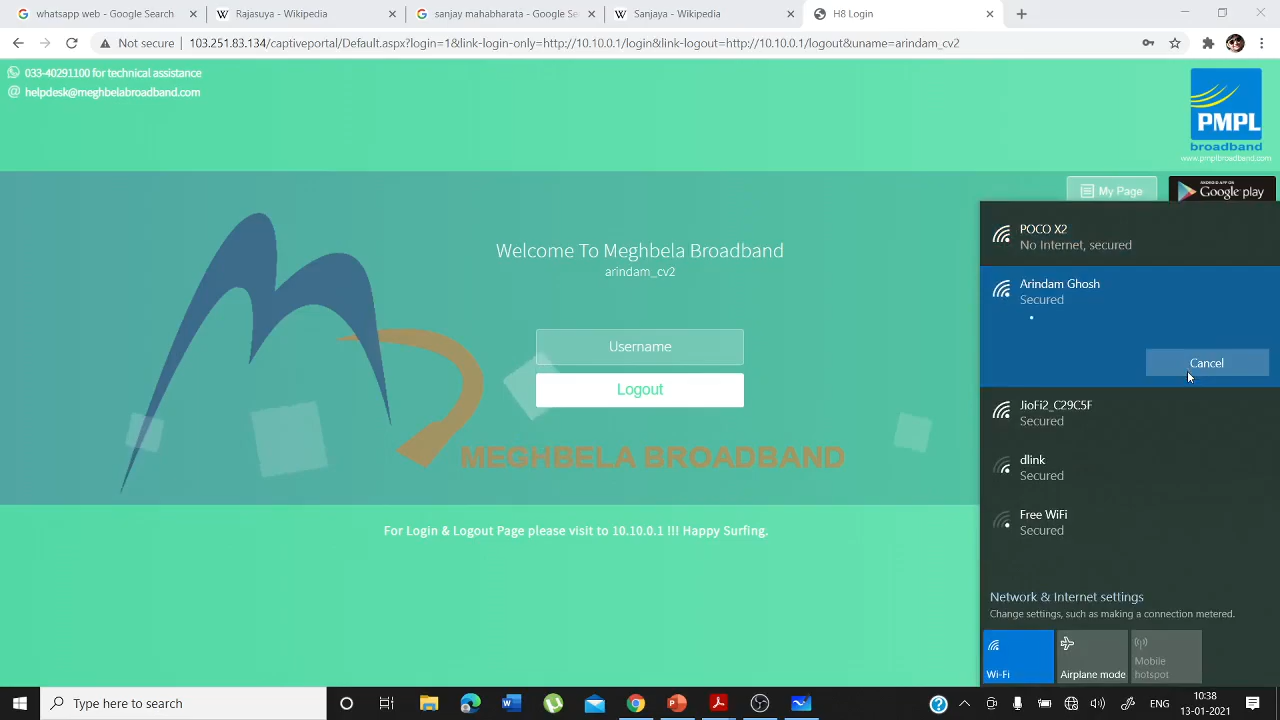 whatsapp web - Google Search
Rajasuya - Wikipedia
sanjay mahabharata - Google Se
Sanjaya - Wikipedia
H8 Login
Not secure
103.251.83.134/captiveportal/Default.aspx?login=1&link-login-only=http://10.10.0.1/login&link-logout=http://10.10.0.1/logout&uname=arindam_cv2
033-40291100 for technical assistance
helpdesk@meghbelabroadband.com
PMPL
broadband
www.pmplbroadband.com
My Page
ANDROID APP ON
Google play
Welcome To Meghbela Broadband
arindam_cv2
Username
Logout
MEGHBELA BROADBAND
For Login & Logout Page please visit to 10.10.0.1 !!! Happy Surfing.
POCO X2
No Internet, secured
Arindam Ghosh
Secured
Cancel
JioFi2_C29C5F
Secured
dlink
Secured
Free WiFi
Secured
Network & Internet settings
Change settings, such as making a connection metered.
Wi-Fi
Airplane mode
Mobile
hotspot
Type here to search
ENG
10:38
13-01-2021